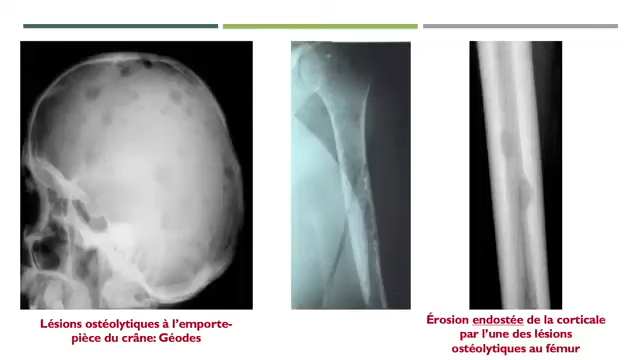 Lésions ostéolytiques à l'emporte-
pièce du crâne: Géodes
Érosion endostée de la corticale
par l'une des lésions
ostéolytiques au fémur